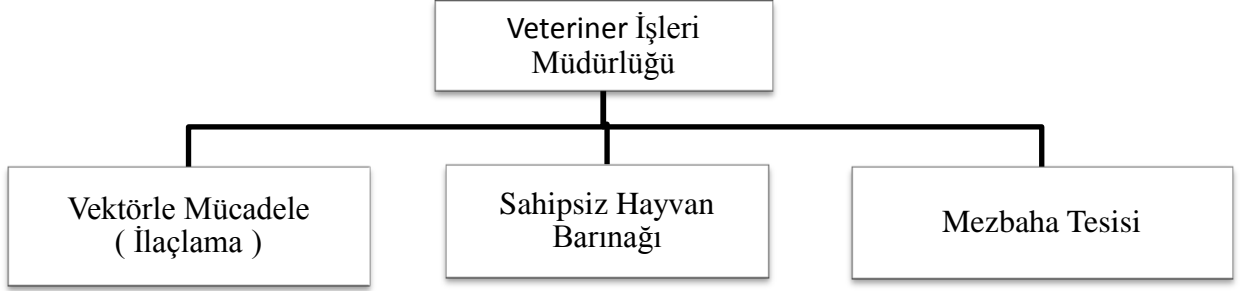 Veteriner İşleri
Müdürlüğü
Vektörle Mücadele
( İlaçlama )
Sahipsiz Hayvan
Barınağı
Mezbaha Tesisi